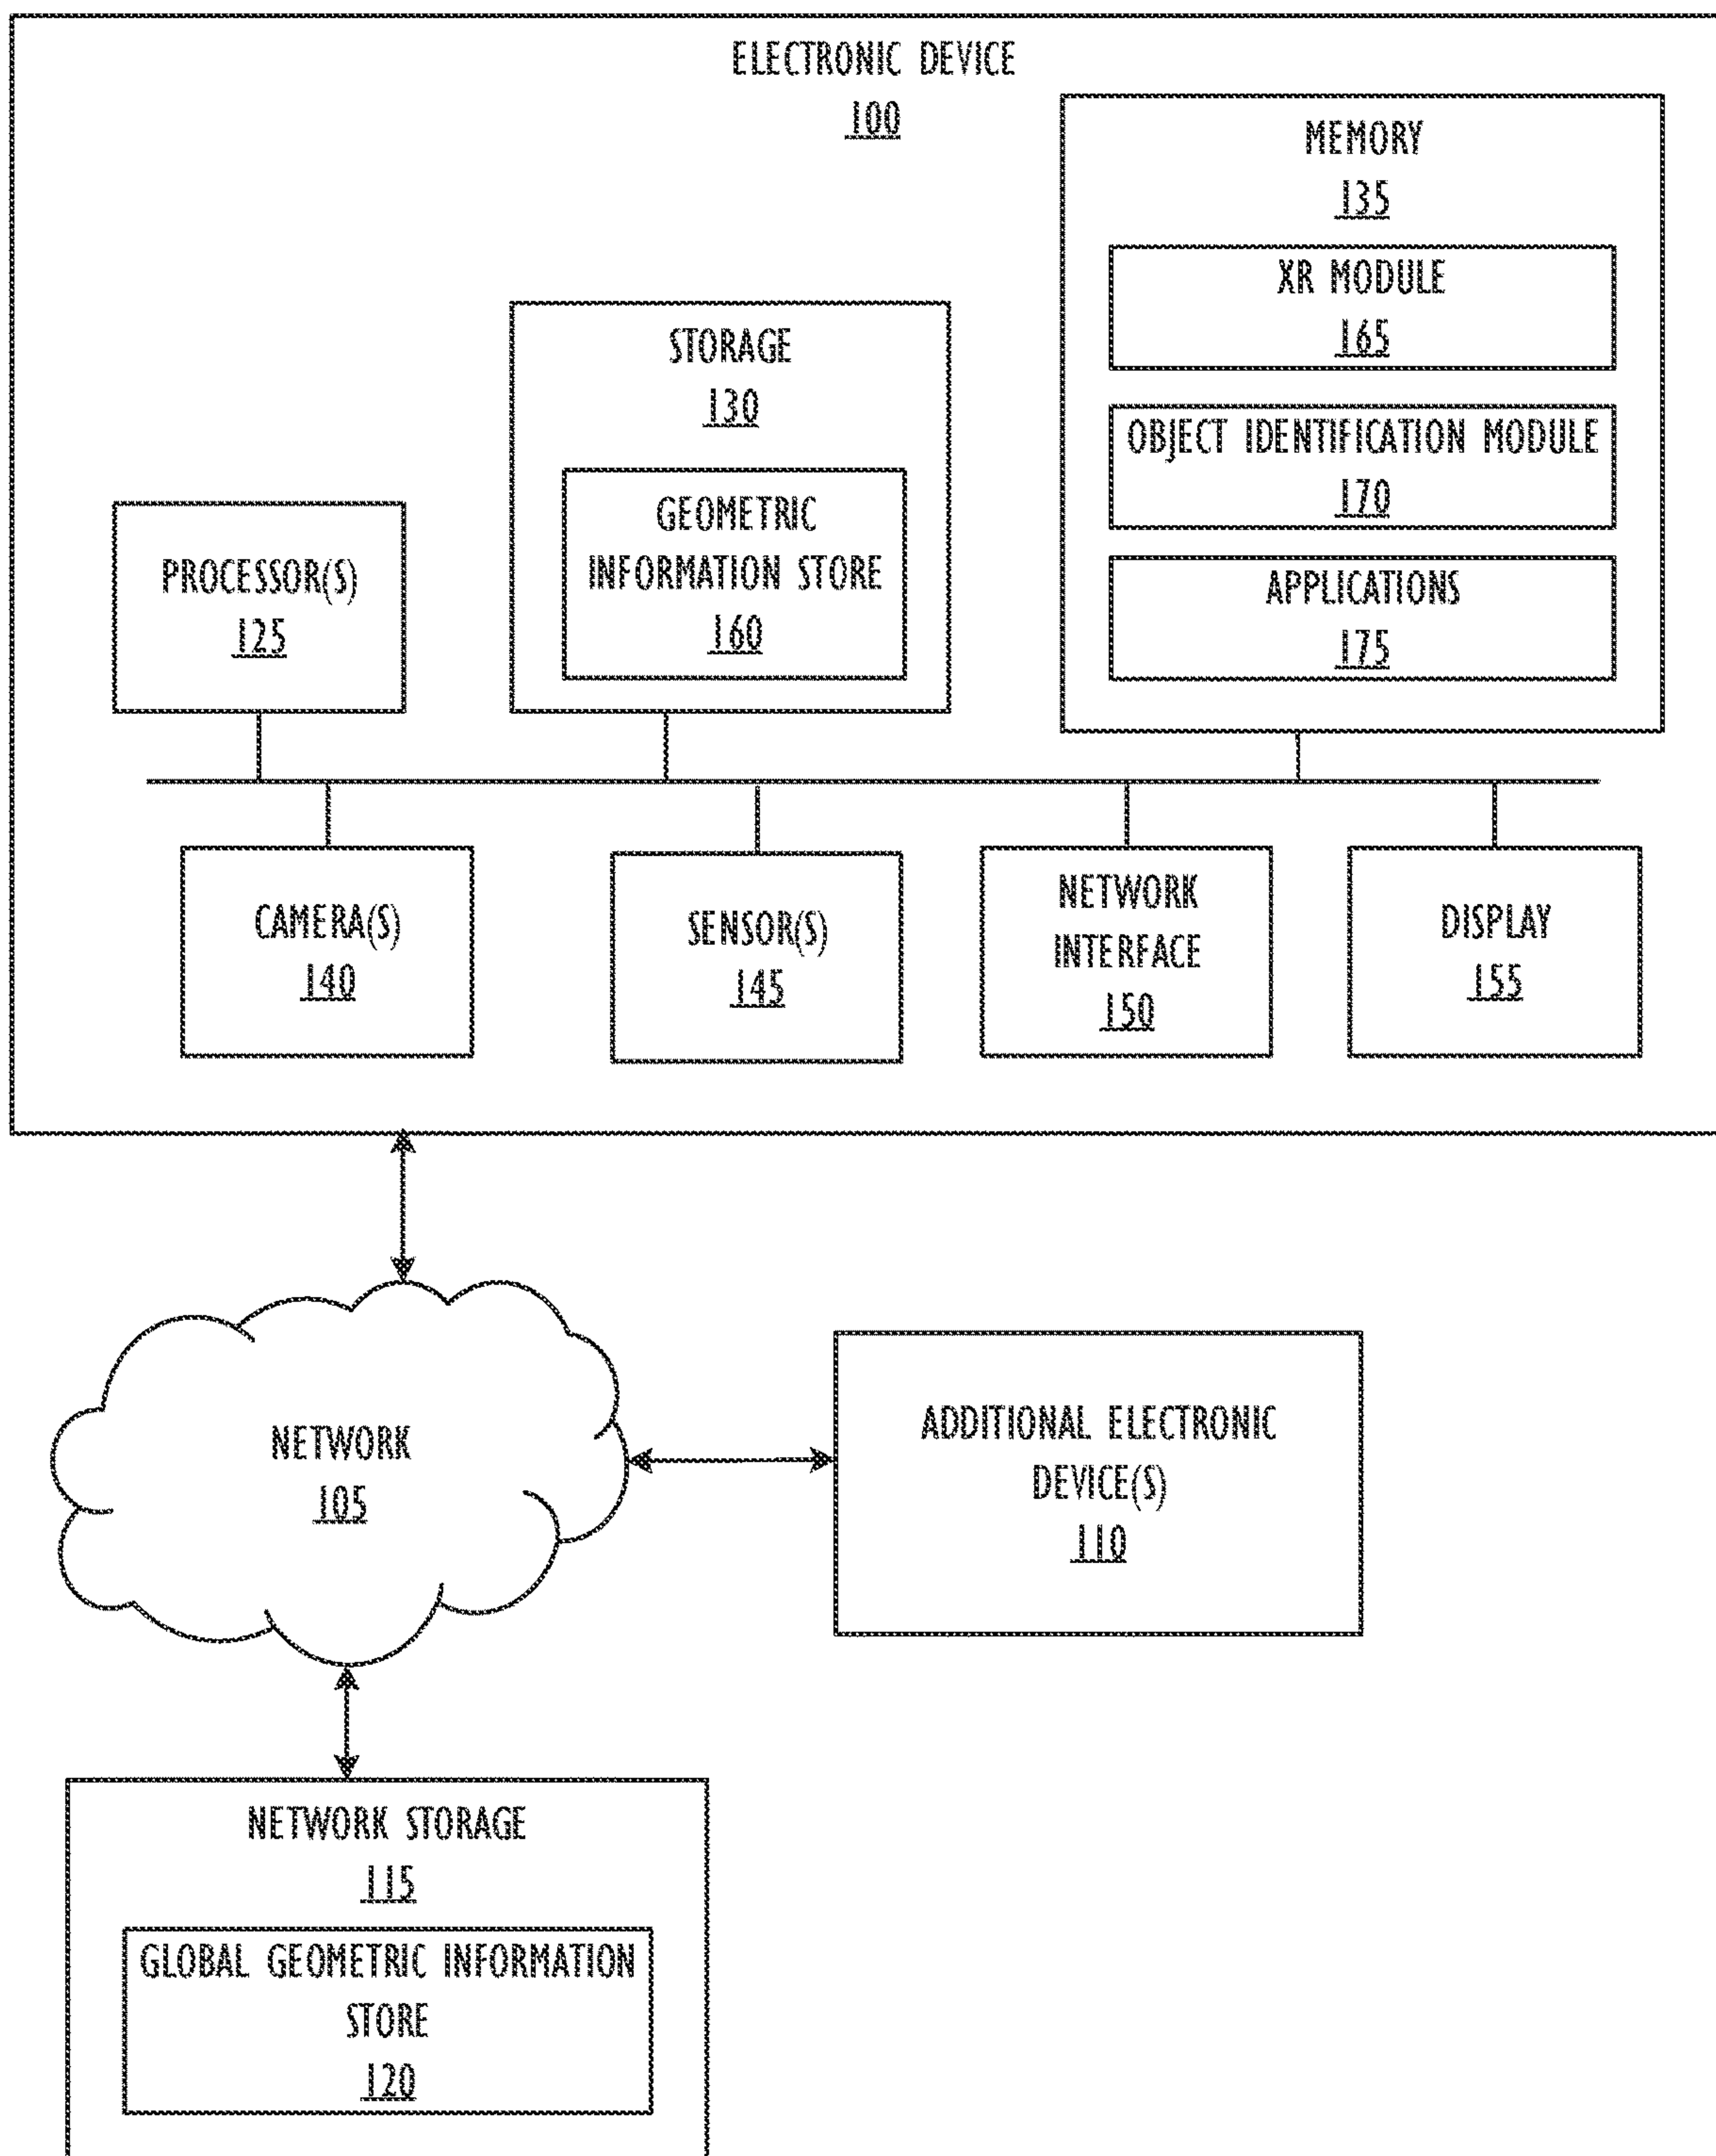 ELECTRONIC DEVICE
100
MEMORY
135
XR MODULE
165
OBJECT IDENTIFICATION MODULE
170
APPLICATIONS
175
STORAGE
130
GEOMETRIC
INFORMATION STORE
160
PROCESSOR(S)
125
CAMERA(S)
140
SENSOR(S)
145
NETWORK
INTERFACE
150
DISPLAY
155
NETWORK
105
ADDITIONAL ELECTRONIC
DEVICE(S)
110
NETWORK STORAGE
115
GLOBAL GEOMETRIC INFORMATION
STORE
120